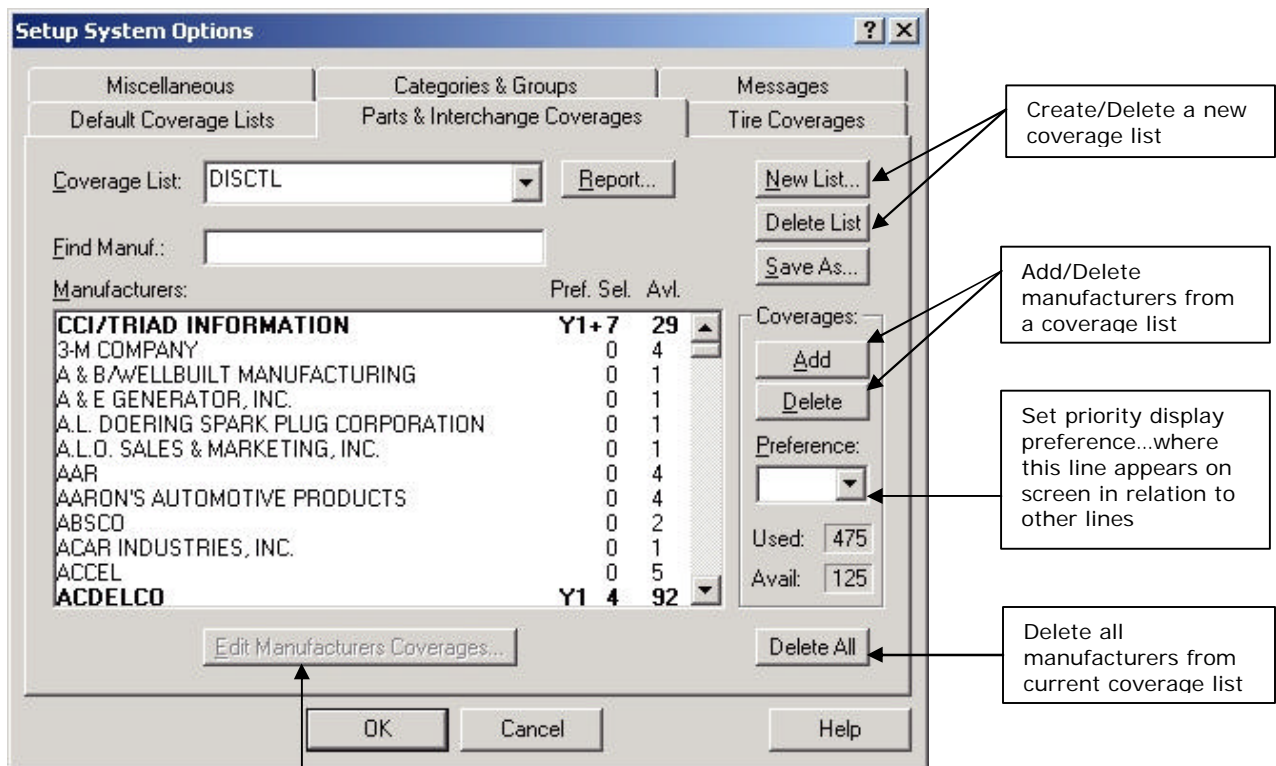 Setup System Options
Miscellaneous
Categories & Groups
Messages
Default Coverage Lists
Parts & Interchange Coverages
Tire Coverages
Coverage List:
DISCTL
Report...
New List...
Delete List
Find Manuf.:
Save As...
Manufacturers:
Pref. Sel. Avl.
CCI/TRIAD INFORMATION Y1+ 7 29
3-M COMPANY 0 4
A & B/WELLBUILT MANUFACTURING 0 1
A & E GENERATOR, INC. 0 1
A.L. DOERING SPARK PLUG CORPORATION 0 1
A.L.O. SALES & MARKETING, INC. 0 1
AAR 0 4
AARON'S AUTOMOTIVE PRODUCTS 0 4
ABSCO 0 2
ACAR INDUSTRIES, INC. 0 1
ACCEL 0 5
ACDELCO Y1 4 92
Coverages:
Add
Delete
Preference:
Used: 475
Avail: 125
Edit Manufacturers Coverages...
Delete All
OK
Cancel
Help
Create/Delete a new
coverage list
Add/Delete
manufacturers from
a coverage list
Set priority display
preference...where
this line appears on
screen in relation to
other lines
Delete all
manufacturers from
current coverage list